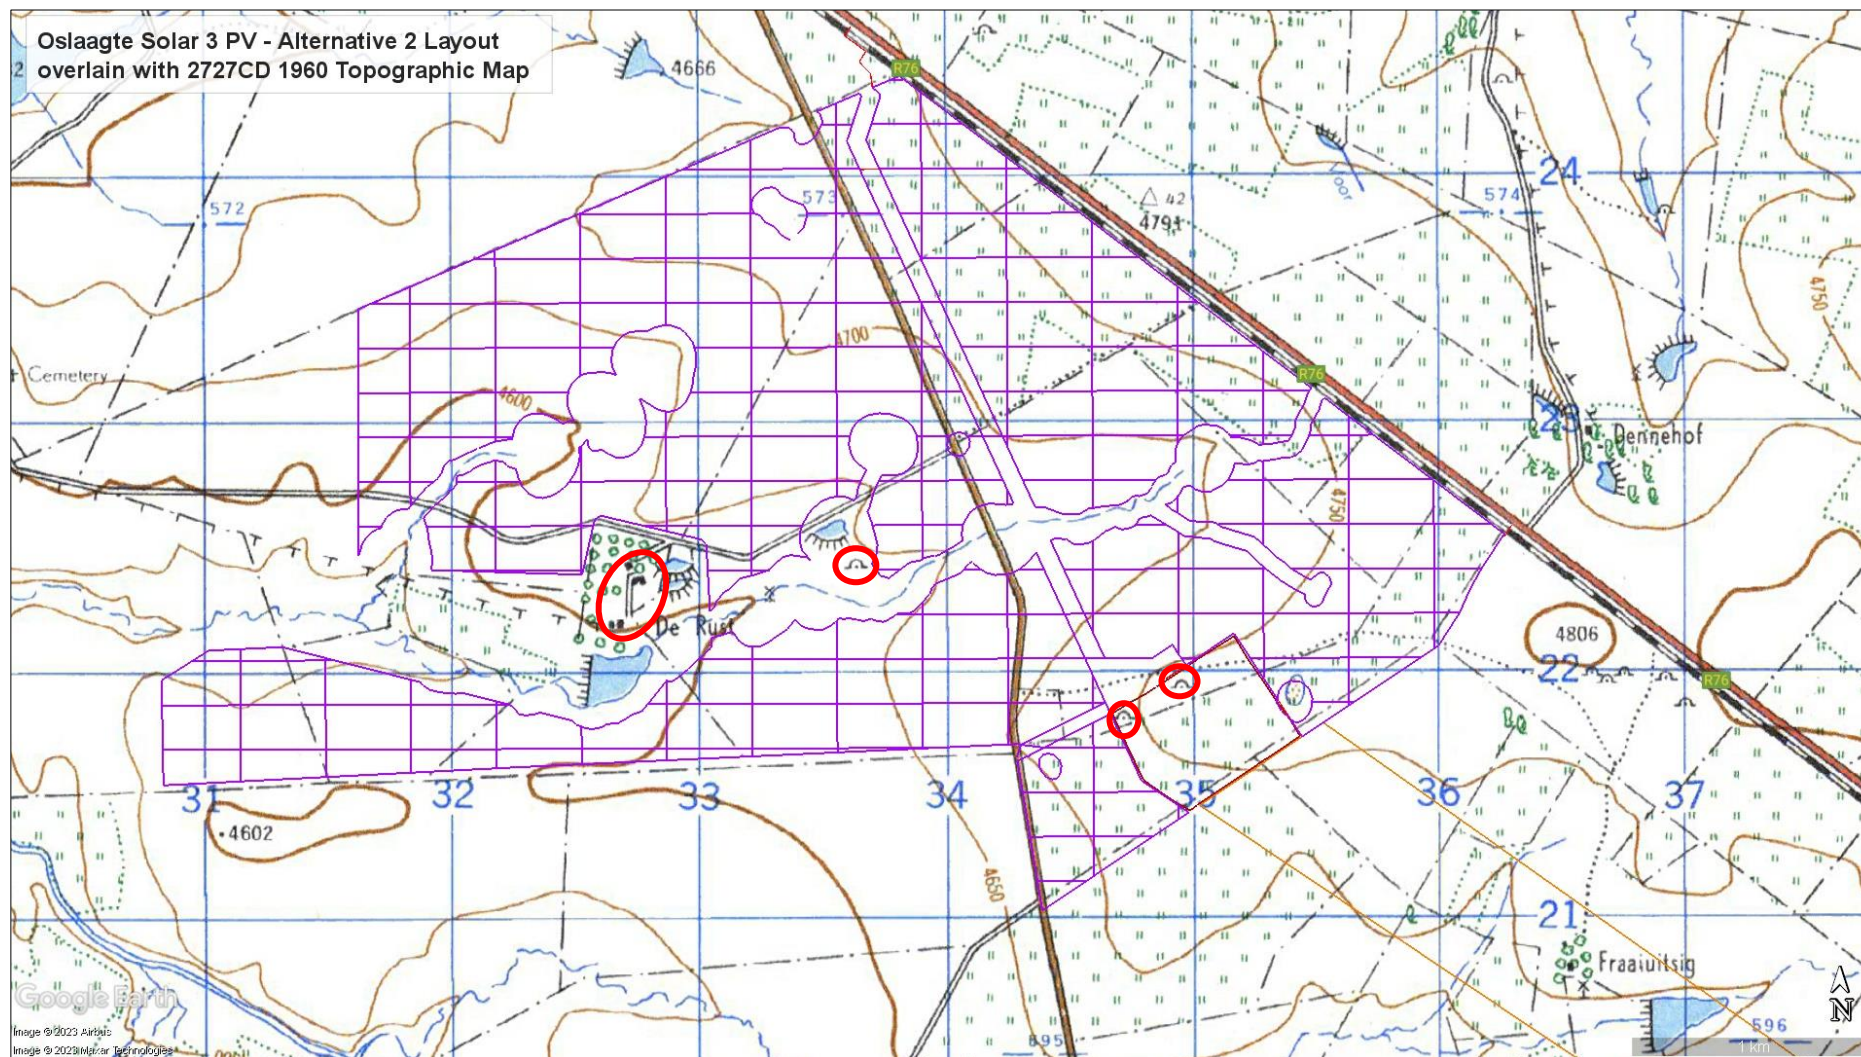 Oslaagte Solar 3 PV - Alternative 2 Layout
overlain with 2727CD 1960 Topographic Map
2
4666
R76
Voor
24
572
573
574
42
4791
4750
4700
R76
Cemetery
4600
23
Dennehof
4750
De Rust
4806
22
R76
31
32
33
34
35
36
37
4602
4650
21
Fraaiuitsig
Google Earth
N
Image © 2023 Airbus
Image © 2023 Maxar Technologies
895
596
1 km